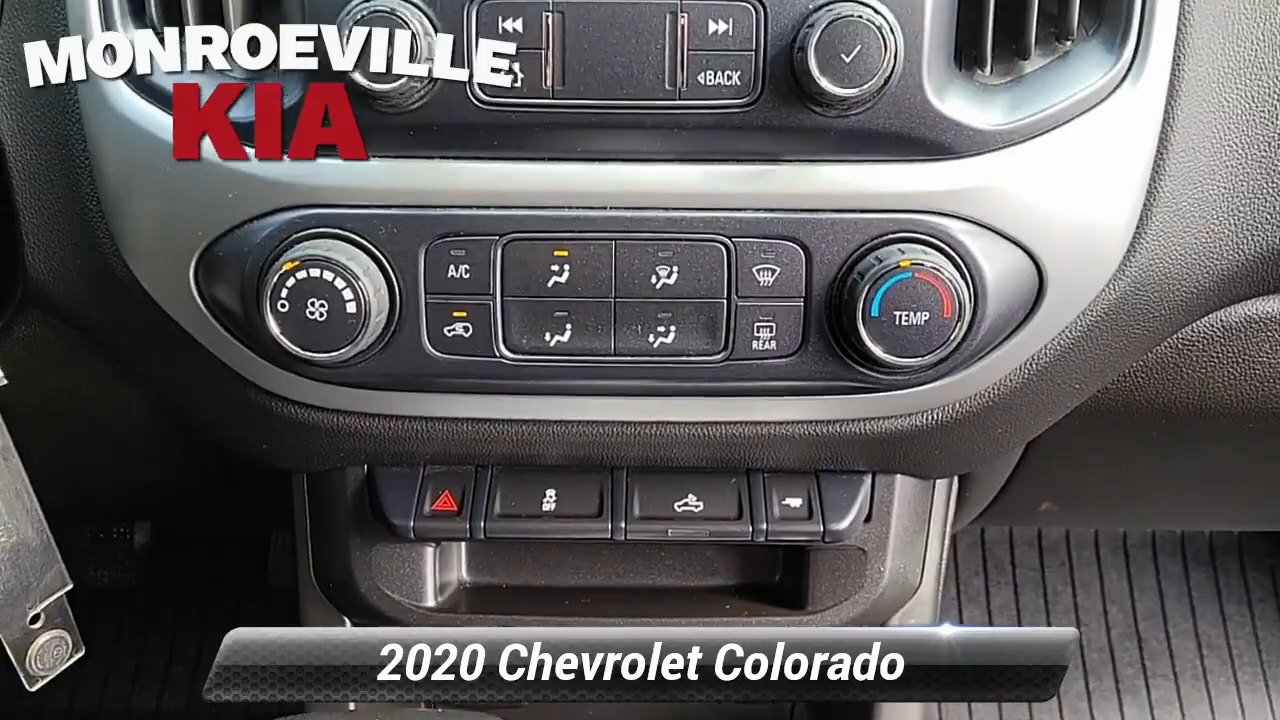 MONROEVILLE
KIA
BACK
A/C
TEMP
REAR
OFF
2020 Chevrolet Colorado